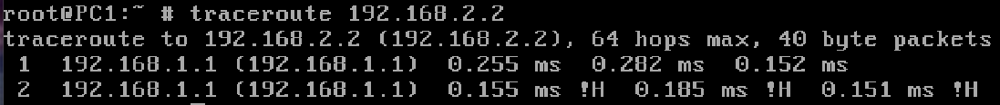 root@PC1:~ # traceroute 192.168.2.2
traceroute to 192.168.2.2 (192.168.2.2), 64 hops max, 40 byte packets
1 192.168.1.1 (192.168.1.1) 0.255 ms 0.282 ms 0.152 ms
2 192.168.1.1 (192.168.1.1) 0.155 ms !H 0.185 ms !H 0.151 ms !H